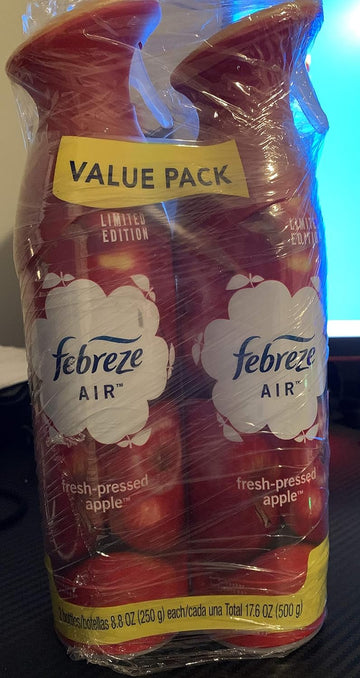 VALUE PACK
LIMITED
EDITION
LIMITED
EDITION
febreze
AIR™
febreze
AIR™
fresh-pressed
apple™
fresh-pressed
apple™
2 bottles/botellas 8.8 OZ (250 g) each/cada uno Total 17.6 OZ (500 g)